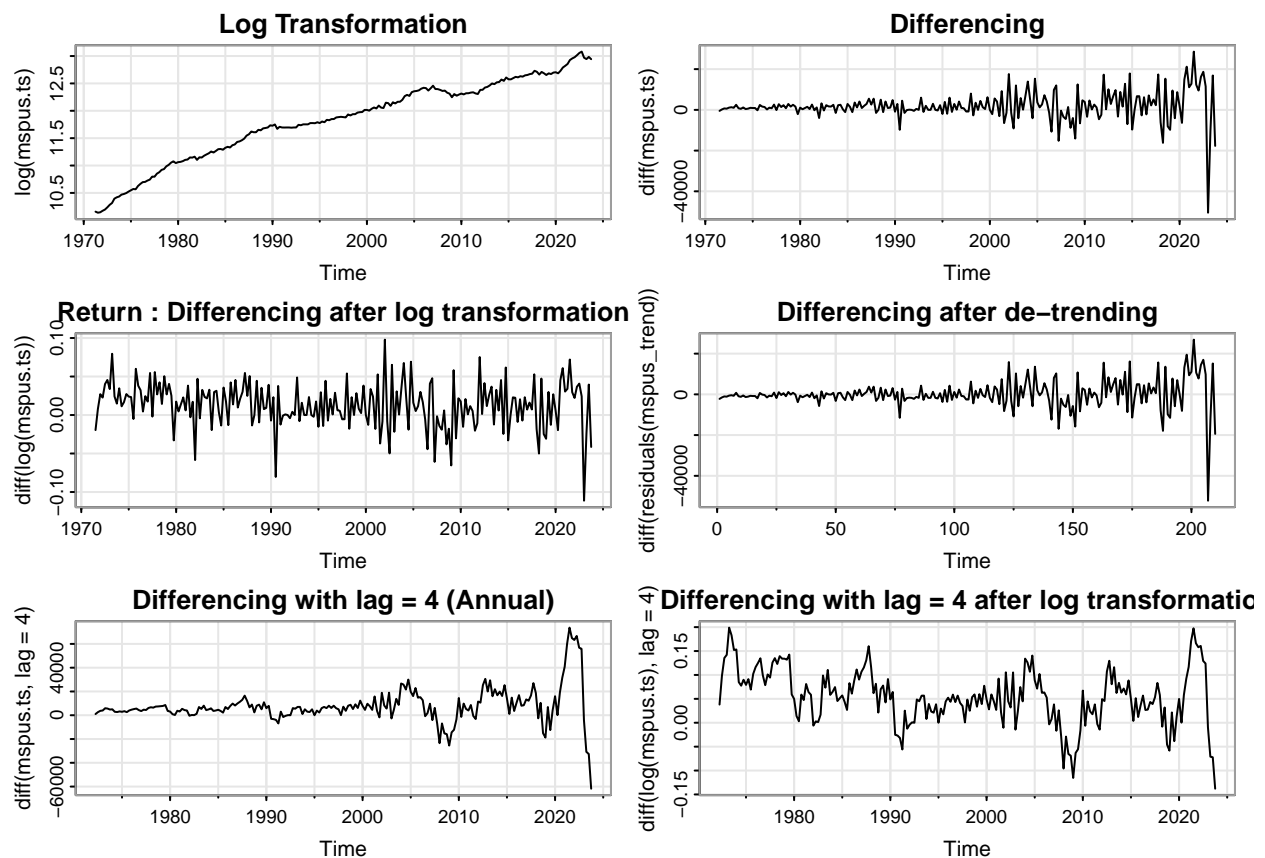 Log Transformation
log(mspus.ts)
10.5 11.5 12.5
1970 1980 1990 2000 2010 2020
Time
Differencing
diff(mspus.ts)
−40000 0
1970 1980 1990 2000 2010 2020
Time
Return : Differencing after log transformation
diff(log(mspus.ts))
−0.10 0.00 0.10
1970 1980 1990 2000 2010 2020
Time
Differencing after de−trending
diff(residuals(mspus_trend))
−40000 0
0 50 100 150 200
Time
Differencing with lag = 4 (Annual)
diff(mspus.ts, lag = 4)
−60000 0 40000
1980 1990 2000 2010 2020
Time
Differencing with lag = 4 after log transformatio
diff(log(mspus.ts), lag = 4)
−0.15 0.00 0.15
1980 1990 2000 2010 2020
Time